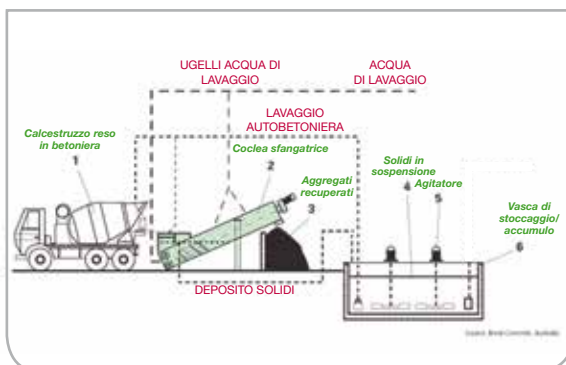 UGELLI ACQUA DI
LAVAGGIO
ACQUA
DI LAVAGGIO
LAVAGGIO
AUTOBETONIERA
Calcestruzzo reso
in betoniera
1
Coclea sfangatrice
2
Aggregati
recuperati
3
Solidi in
sospensione
4
Agitatore
5
Vasca di
stoccaggio/
accumulo
6
DEPOSITO SOLIDI